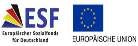 ESF
Europäischer Sozialfonds
für Deutschland
EUROPÄISCHE UNION